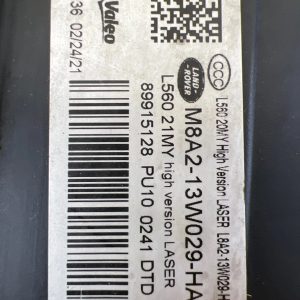 CCC L560 20MY High Version LASER L8A2-13W029-H
LAND ROVER M8A2-13W029-HA
L560 21MY high version LASER
Valeo 89915128 PU10 0241 DTD
36 02/24/21